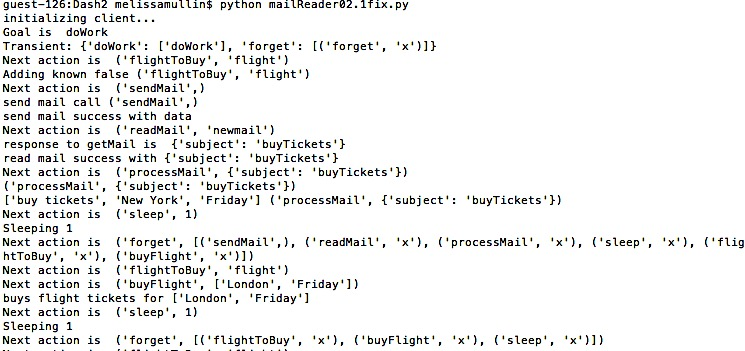 guest-126:Dash2 melissamullin$ python mailReader02.1fix.py
initializing client...
Goal is  doWork
Transient: {'doWork': ['doWork'], 'forget': [('forget', 'x')]}
Next action is  ('flightToBuy', 'flight')
Adding known false ('flightToBuy', 'flight')
Next action is  ('sendMail',)
send mail call ('sendMail',)
send mail success with data
Next action is  ('readMail', 'newmail')
response to getMail is  {'subject': 'buyTickets'}
read mail success with {'subject': 'buyTickets'}
Next action is  ('processMail', {'subject': 'buyTickets'})
('processMail', {'subject': 'buyTickets'})
['buy tickets', 'New York', 'Friday'] ('processMail', {'subject': 'buyTickets'})
Next action is  ('sleep', 1)
Sleeping 1
Next action is  ('forget', [('sendMail',), ('readMail', 'x'), ('processMail', 'x'), ('sleep', 'x'), ('flig
htToBuy', 'x'), ('buyFlight', 'x')])
Next action is  ('flightToBuy', 'flight')
Next action is  ('buyFlight', ['London', 'Friday'])
buys flight tickets for ['London', 'Friday']
Next action is  ('sleep', 1)
Sleeping 1
Next action is  ('forget', [('flightToBuy', 'x'), ('buyFlight', 'x'), ('sleep', 'x')])